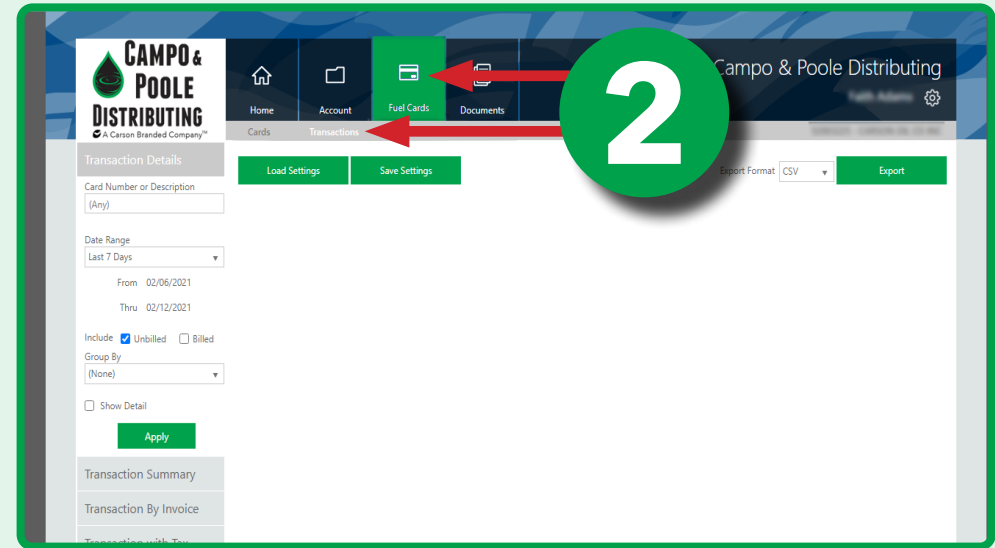 CAMPO &
POOLE
DISTRIBUTING
A Carson Branded Company™
Home
Account
Fuel Cards
Documents
2
Campo & Poole Distributing
Cards
Transactions
Transaction Details
Card Number or Description
(Any)
Date Range
Last 7 Days
From 02/06/2021
Thru 02/12/2021
Include Unbilled Billed
Group By
(None)
Show Detail
Apply
Transaction Summary
Transaction By Invoice
Transaction with Tax
Load Settings
Save Settings
Export Format CSV
Export